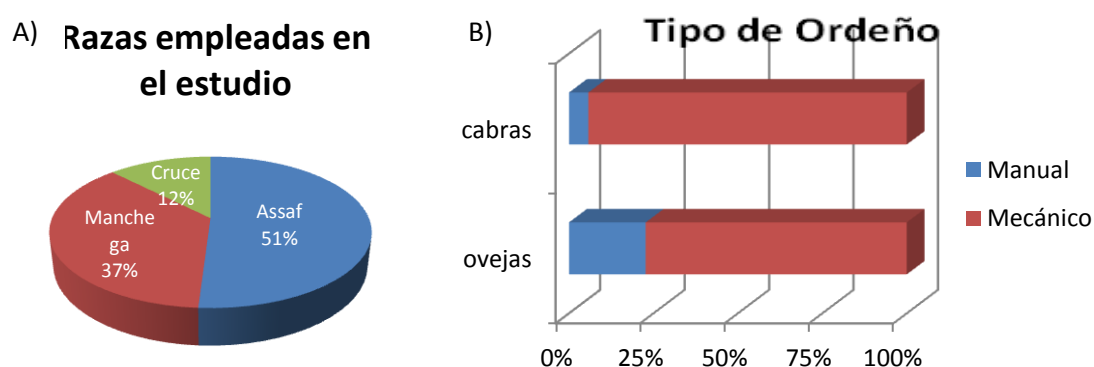 A)
Razas empleadas en
el estudio
Cruce
12%
Manche
ga
37%
Assaf
51%
B)
Tipo de Ordeño
cabras
ovejas
0%
25%
50%
75%
100%
Manual
Mecánico